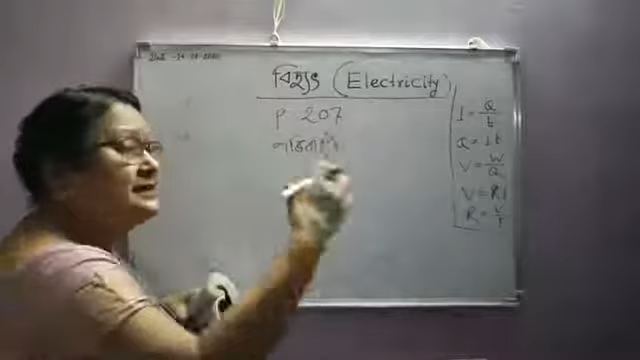 বিদ্যুৎ (Electricity)
P 207
I = Q/t
Q = It
V = W/Q
V = RI
R = V/I